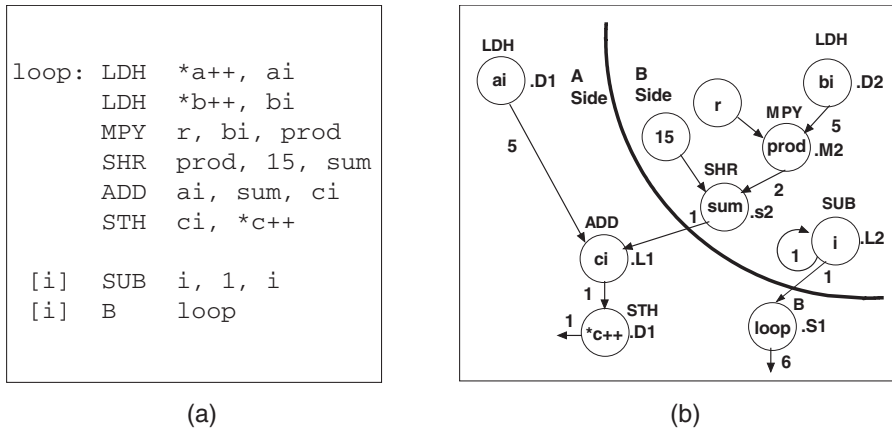 loop: LDH *a++, ai
LDH *b++, bi
MPY r, bi, prod
SHR prod, 15, sum
ADD ai, sum, ci
STH ci, *c++
[i] SUB i, 1, i
[i] B loop
(a)
LDH
ai
.D1
A
Side
B
Side
LDH
bi
.D2
r
MPY
5
prod
.M2
15
5
SHR
2
sum
.s2
1
SUB
ADD
i
.L2
1
ci
.L1
1
1
B
STH
1
*c++
.D1
loop
.S1
6
(b)